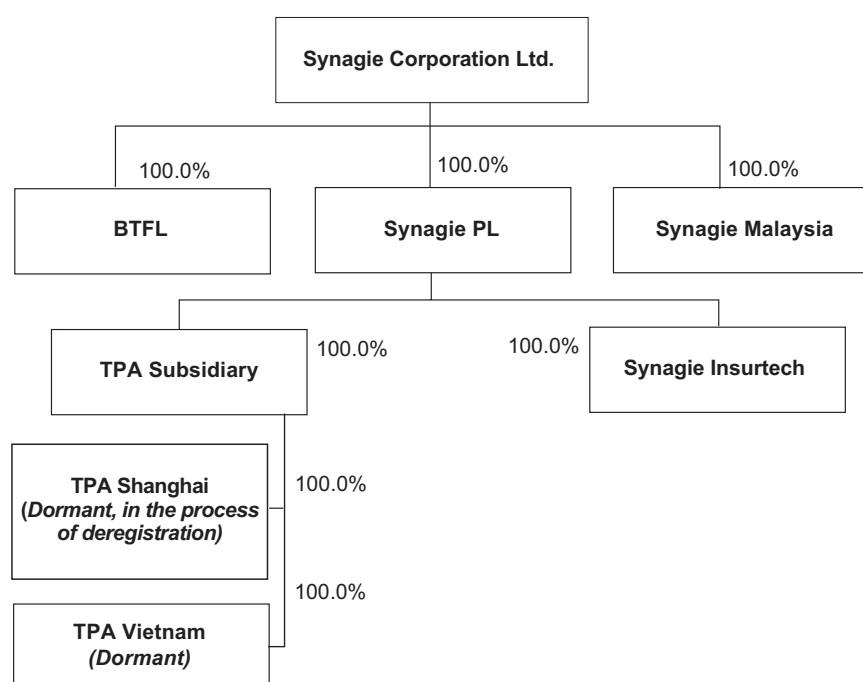 Synagie Corporation Ltd.
100.0%
100.0%
100.0%
BTFL
Synagie PL
Synagie Malaysia
TPA Subsidiary
100.0%
100.0%
Synagie Insurtech
TPA Shanghai
(Dormant, in the process
of deregistration)
100.0%
100.0%
TPA Vietnam
(Dormant)